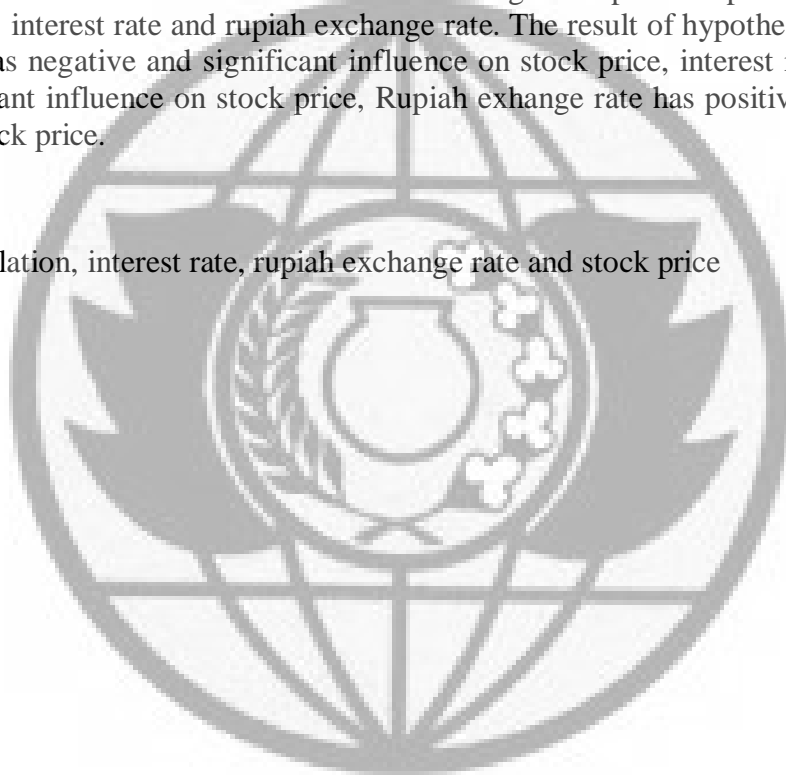 interest rate and rupiah exchange rate. The result of hypothe
as negative and significant influence on stock price, interest
ant influence on stock price, Rupiah exhange rate has positiv
ck price.
lation, interest rate, rupiah exchange rate and stock price